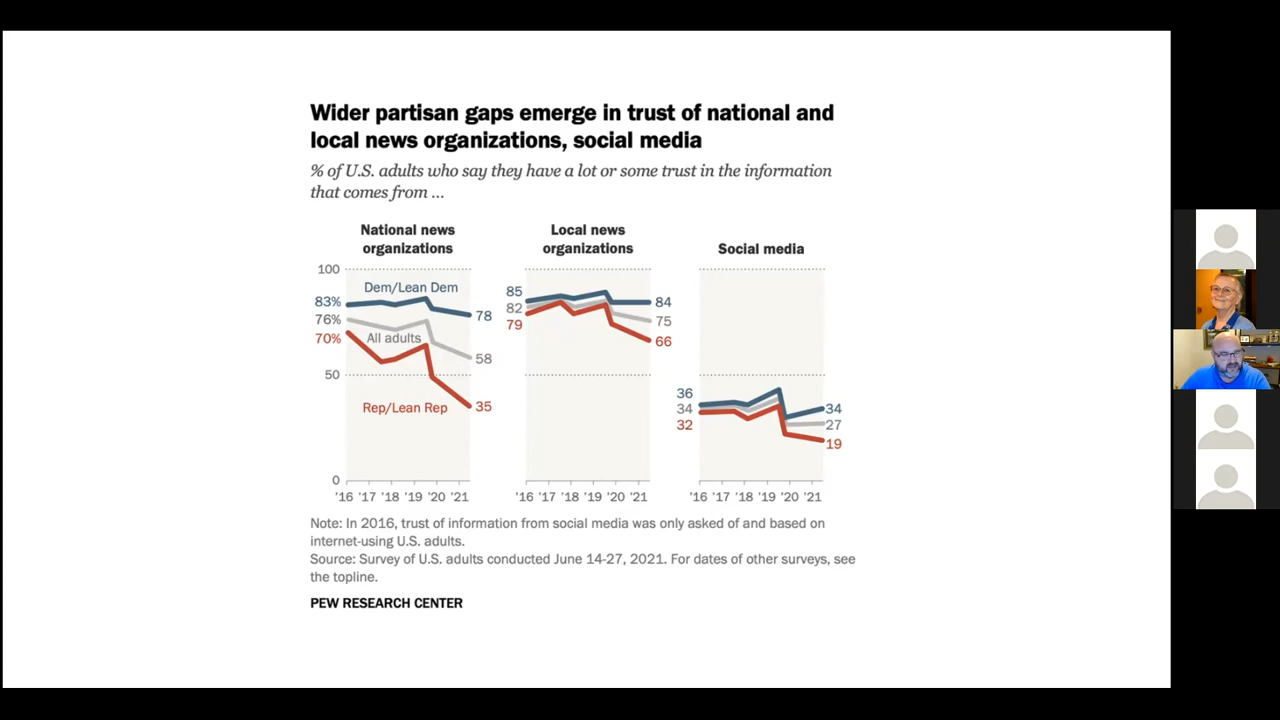 Wider partisan gaps emerge in trust of national and
local news organizations, social media
% of U.S. adults who say they have a lot or some trust in the information
that comes from ...
National news
organizations
100
Dem/Lean Dem
83%
76%
70%
All adults
78
58
50
Rep/Lean Rep
35
0
'16 '17 '18 '19 '20 '21
Local news
organizations
85
82
79
84
75
66
'16 '17 '18 '19 '20 '21
Social media
36
34
32
34
27
19
'16 '17 '18 '19 '20 '21
Note: In 2016, trust of information from social media was only asked of and based on
internet-using U.S. adults.
Source: Survey of U.S. adults conducted June 14-27, 2021. For dates of other surveys, see
the topline.
PEW RESEARCH CENTER